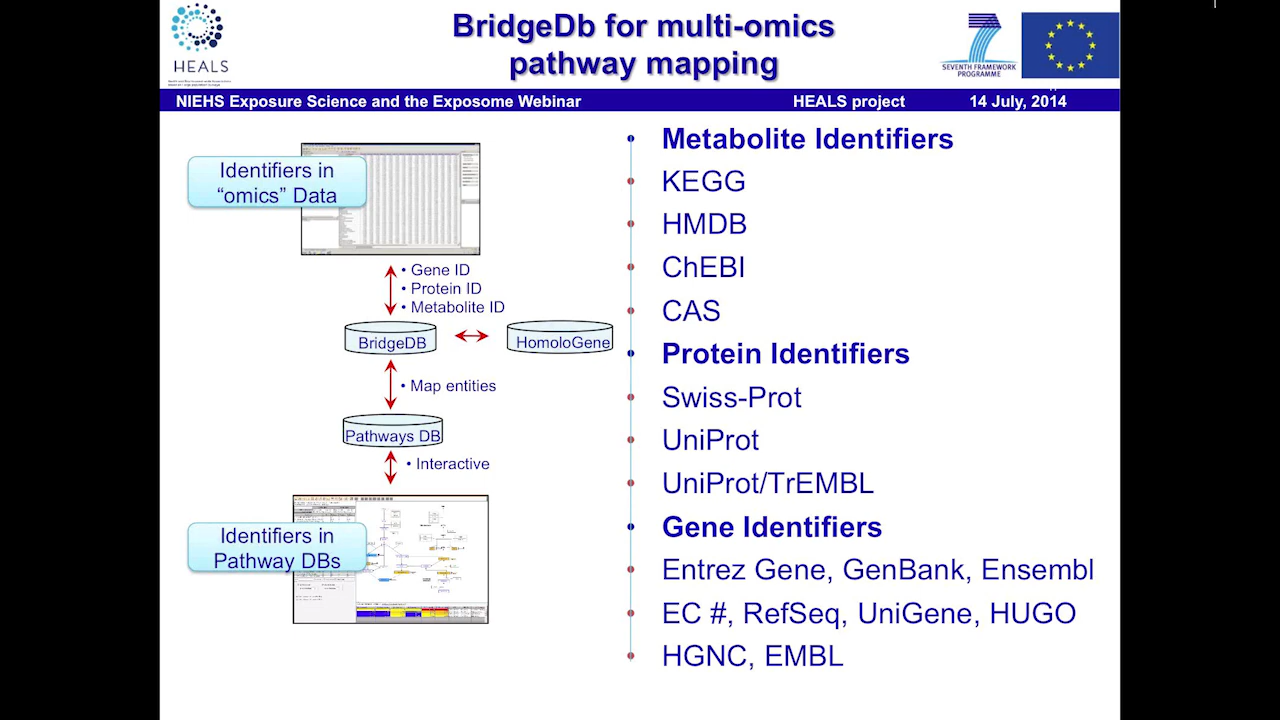 BridgeDb for multi-omics
pathway mapping
HEALS
SEVENTH FRAMEWORK
PROGRAMME
NIEHS Exposure Science and the Exposome Webinar
HEALS project
14 July, 2014
Identifiers in
“omics” Data
• Gene ID
• Protein ID
• Metabolite ID
BridgeDB
HomoloGene
• Map entities
Pathways DB
• Interactive
Identifiers in
Pathway DBs
Metabolite Identifiers
KEGG
HMDB
ChEBI
CAS
Protein Identifiers
Swiss-Prot
UniProt
UniProt/TrEMBL
Gene Identifiers
Entrez Gene, GenBank, Ensembl
EC #, RefSeq, UniGene, HUGO
HGNC, EMBL